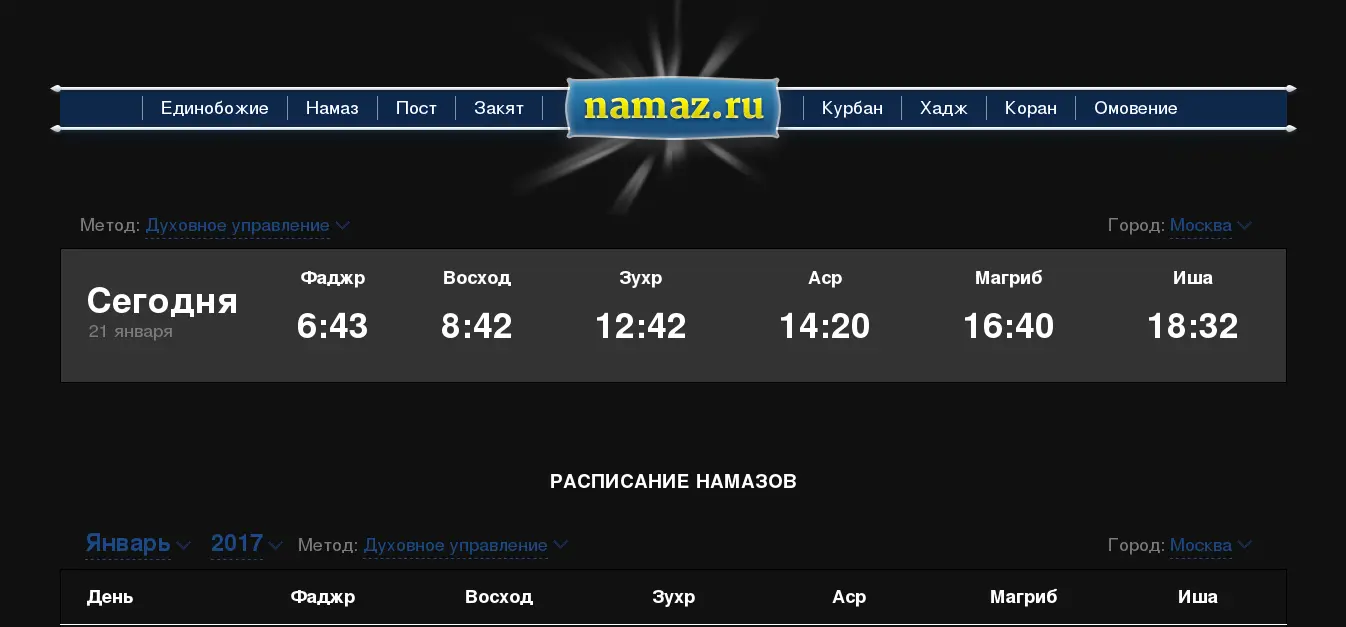 Единобожие Намаз Пост Закят namaz.ru Курбан Хадж Коран Омовение
Метод: Духовное управление Город: Москва
Фаджр Восход Зухр Аср Магриб Иша
Сегодня 6:43 8:42 12:42 14:20 16:40 18:32
21 января
РАСПИСАНИЕ НАМАЗОВ
Январь 2017 Метод: Духовное управление Город: Москва
День Фаджр Восход Зухр Аср Магриб Иша